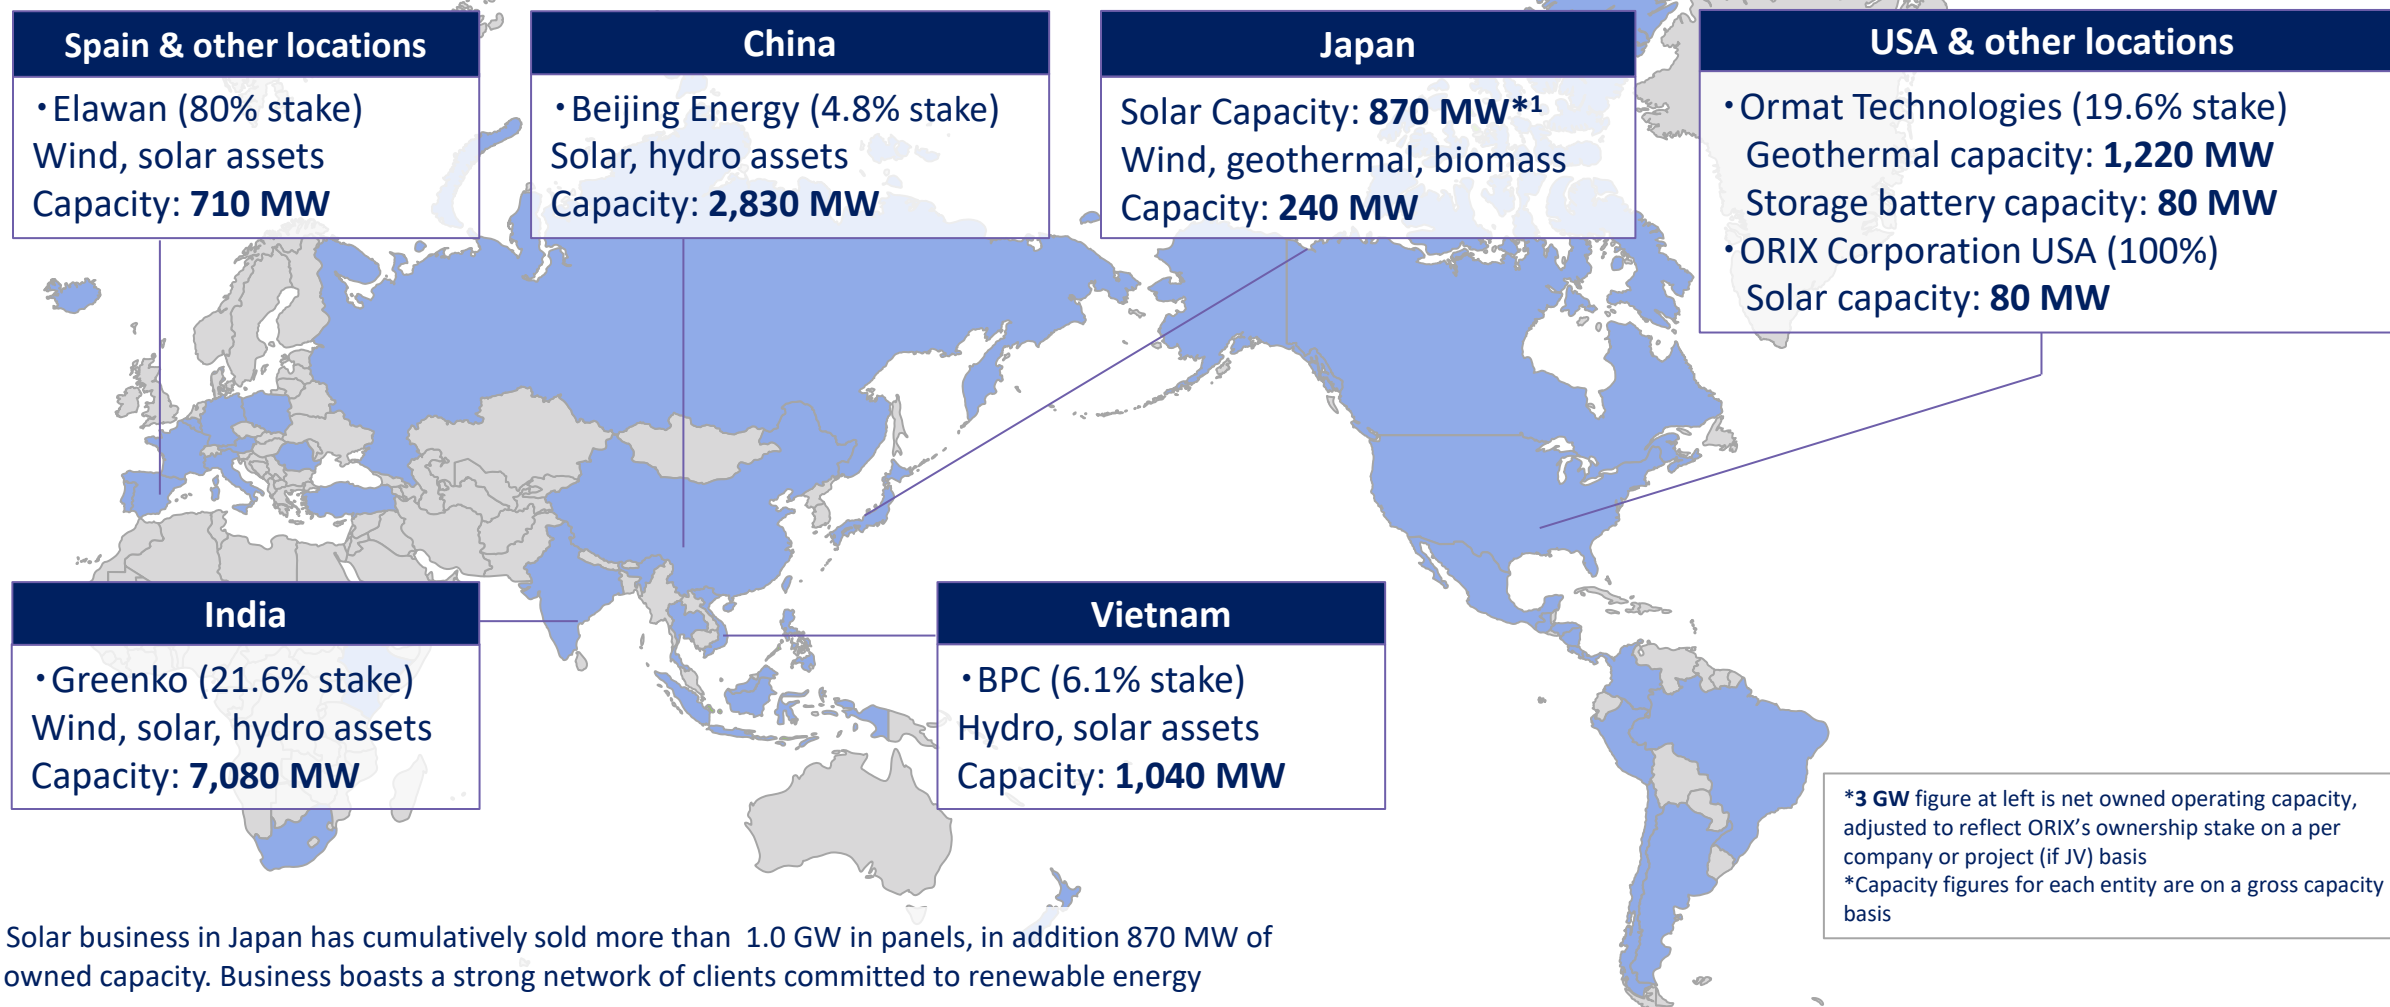 Spain & other locations
・Elawan (80% stake)
Wind, solar assets
Capacity: 710 MW
China
・Beijing Energy (4.8% stake)
Solar, hydro assets
Capacity: 2,830 MW
Japan
Solar Capacity: 870 MW*1
Wind, geothermal, biomass
Capacity: 240 MW
USA & other locations
・Ormat Technologies (19.6% stake)
Geothermal capacity: 1,220 MW
Storage battery capacity: 80 MW
・ORIX Corporation USA (100%)
Solar capacity: 80 MW
India
・Greenko (21.6% stake)
Wind, solar, hydro assets
Capacity: 7,080 MW
Vietnam
・BPC (6.1% stake)
Hydro, solar assets
Capacity: 1,040 MW
*3 GW figure at left is net owned operating capacity,
adjusted to reflect ORIX’s ownership stake on a per
company or project (if JV) basis
*Capacity figures for each entity are on a gross capacity
basis
Solar business in Japan has cumulatively sold more than 1.0 GW in panels, in addition 870 MW of
owned capacity. Business boasts a strong network of clients committed to renewable energy